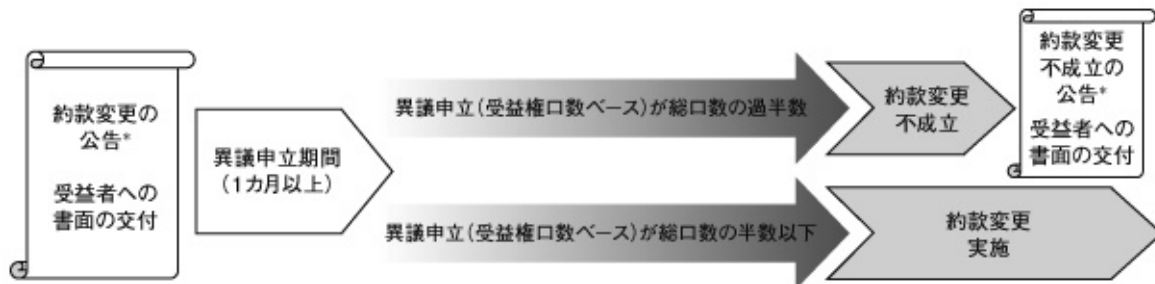 約款変更の
公告*
受益者への
書面の交付
異議申立期間
(1カ月以上)
異議申立(受益権口数ベース)が総口数の過半数
約款変更
不成立
約款変更
不成立の
公告*
受益者への
書面の交付
異議申立(受益権口数ベース)が総口数の半数以下
約款変更
実施